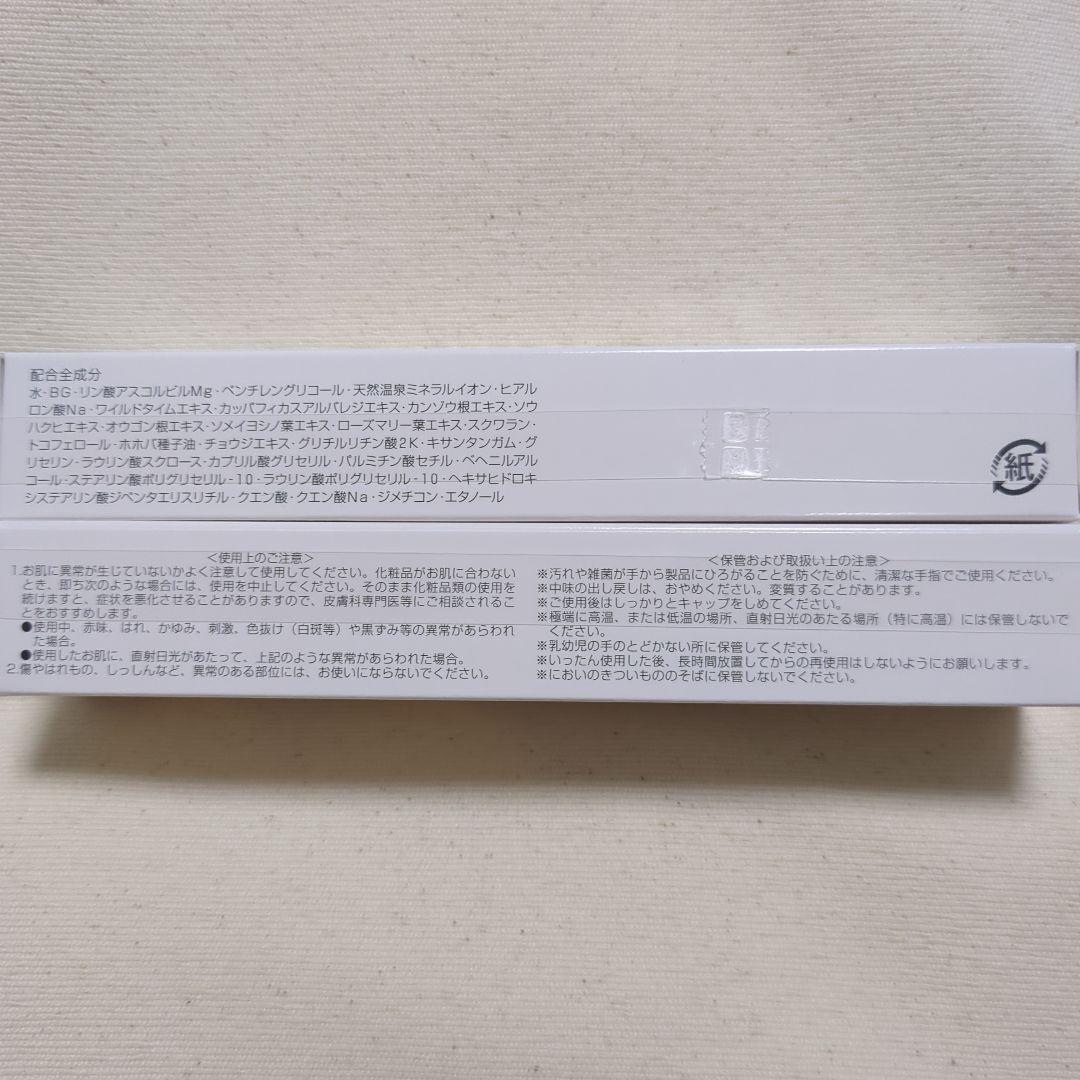 配合全成分
水・BG・リン酸アスコルビルMg・ペンチレングリコール・天然温泉ミネラルイオン・ヒアル
ロン酸Na・ワイルドタイムエキス・カッパフィカスアルバレジエキス・カンゾウ根エキス・ソウ
ハクヒエキス・オウゴン根エキス・ソメイヨシノ葉エキス・ローズマリー葉エキス・スクワラン・
トコフェロール・ホホバ種子油・チョウジエキス・グリチルリチン酸2K・キサンタンガム・グ
リセリン・ラウリン酸スクロース・カプリル酸グリセリル・パルミチン酸セチル・ベヘニルアル
コール・ステアリン酸ポリグリセリル-10・ラウリン酸ポリグリセリル-10・ヘキサヒドロキ
システアリン酸ジペンタエリスリチル・クエン酸・クエン酸Na・ジメチコン・エタノール
紙
＜使用上のご注意＞
1.お肌に異常が生じていないかよく注意して使用してください。化粧品がお肌に合わない
とき、即ち次のような場合には、使用を中止してください。そのまま化粧品類の使用を
続けますと、症状を悪化させることがありますので、皮膚科専門医等にご相談されるこ
とをおすすめします。
●使用中、赤味、はれ、かゆみ、刺激、色抜け（白斑等）や黒ずみ等の異常があらわれ
た場合。
●使用したお肌に、直射日光があたって、上記のような異常があらわれた場合。
2.傷やはれもの、しっしんなど、異常のある部位には、お使いにならないでください。
＜保管および取扱い上の注意＞
※汚れや雑菌が手から製品にひろがることを防ぐために、清潔な手指でご使用ください。
※中味の出し戻しは、おやめください。変質することがあります。
※ご使用後はしっかりとキャップをしめてください。
※極端に高温、または低温の場所、直射日光のあたる場所（特に高温）には保管しないで
ください。
※乳幼児の手のとどかない所に保管してください。
※いったん使用した後、長時間放置してからの再使用はしないようにお願いします。
※においのきついもののそばに保管しないでください。